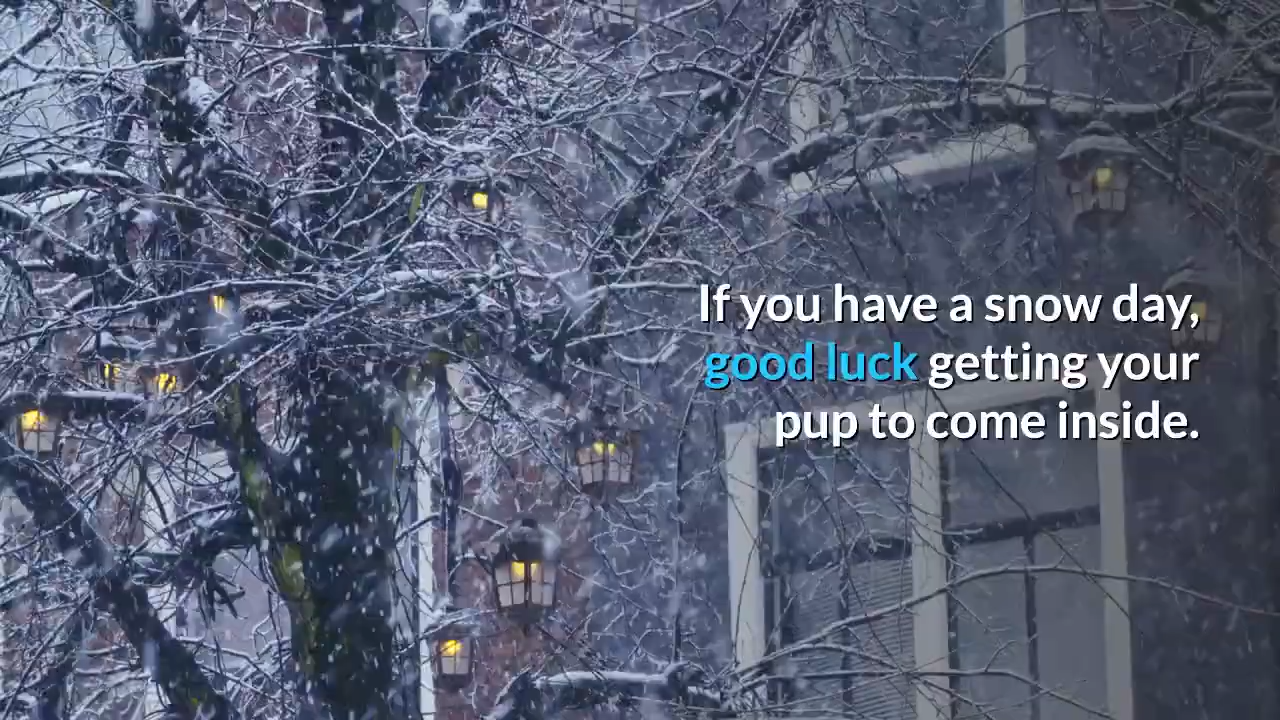 If you have a snow day,
good luck getting your
pup to come inside.